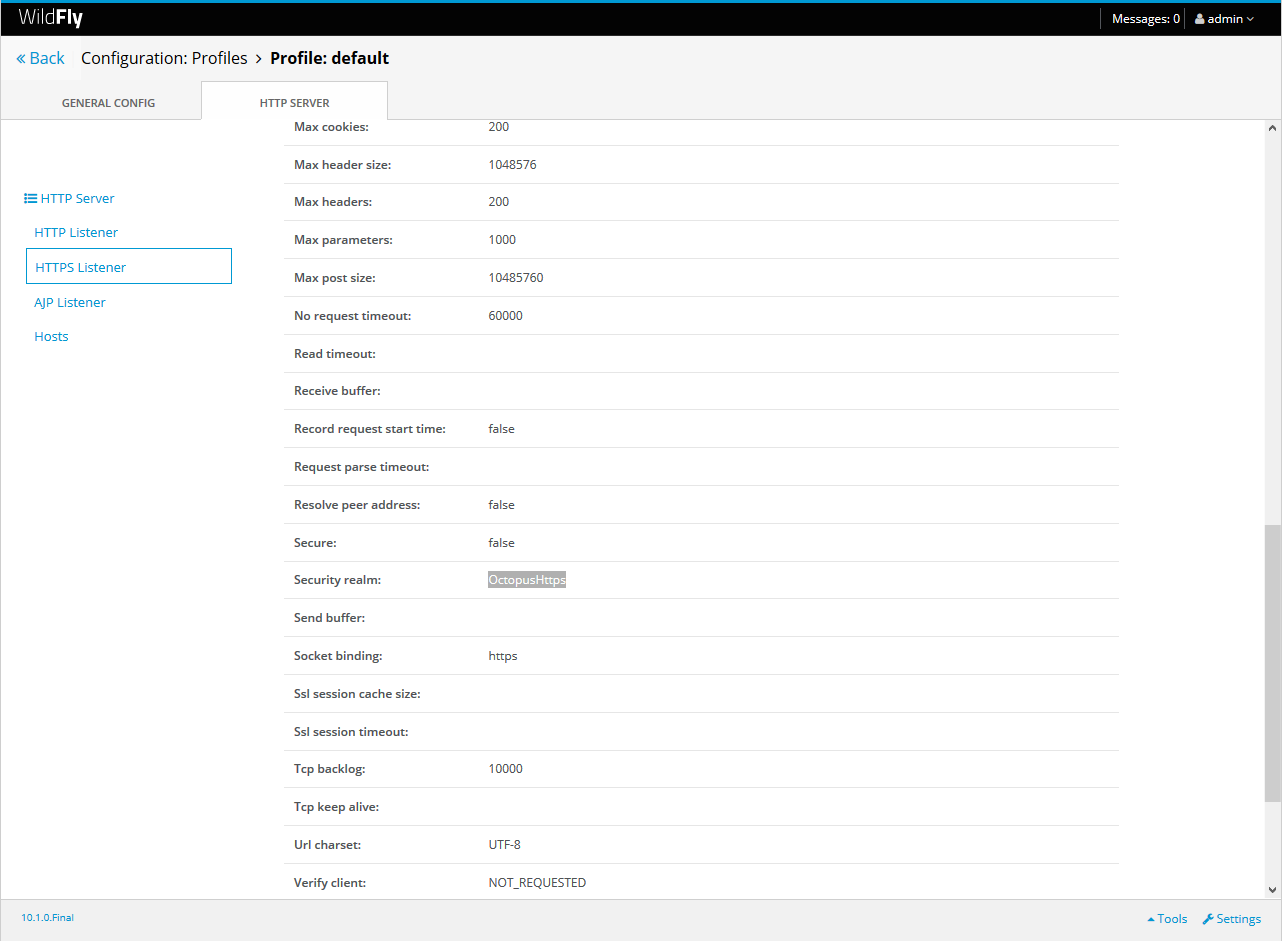 WildFly
Messages: 0
admin
« Back
Configuration: Profiles > Profile: default
GENERAL CONFIG
HTTP SERVER
HTTP Server
HTTP Listener
HTTPS Listener
AJP Listener
Hosts
Max cookies: 200
Max header size: 1048576
Max headers: 200
Max parameters: 1000
Max post size: 10485760
No request timeout: 60000
Read timeout:
Receive buffer:
Record request start time: false
Request parse timeout:
Resolve peer address: false
Secure: false
Security realm: OctopusHttps
Send buffer:
Socket binding: https
Ssl session cache size:
Ssl session timeout:
Tcp backlog: 10000
Tcp keep alive:
Url charset: UTF-8
Verify client: NOT_REQUESTED
10.1.0.Final
Tools
Settings